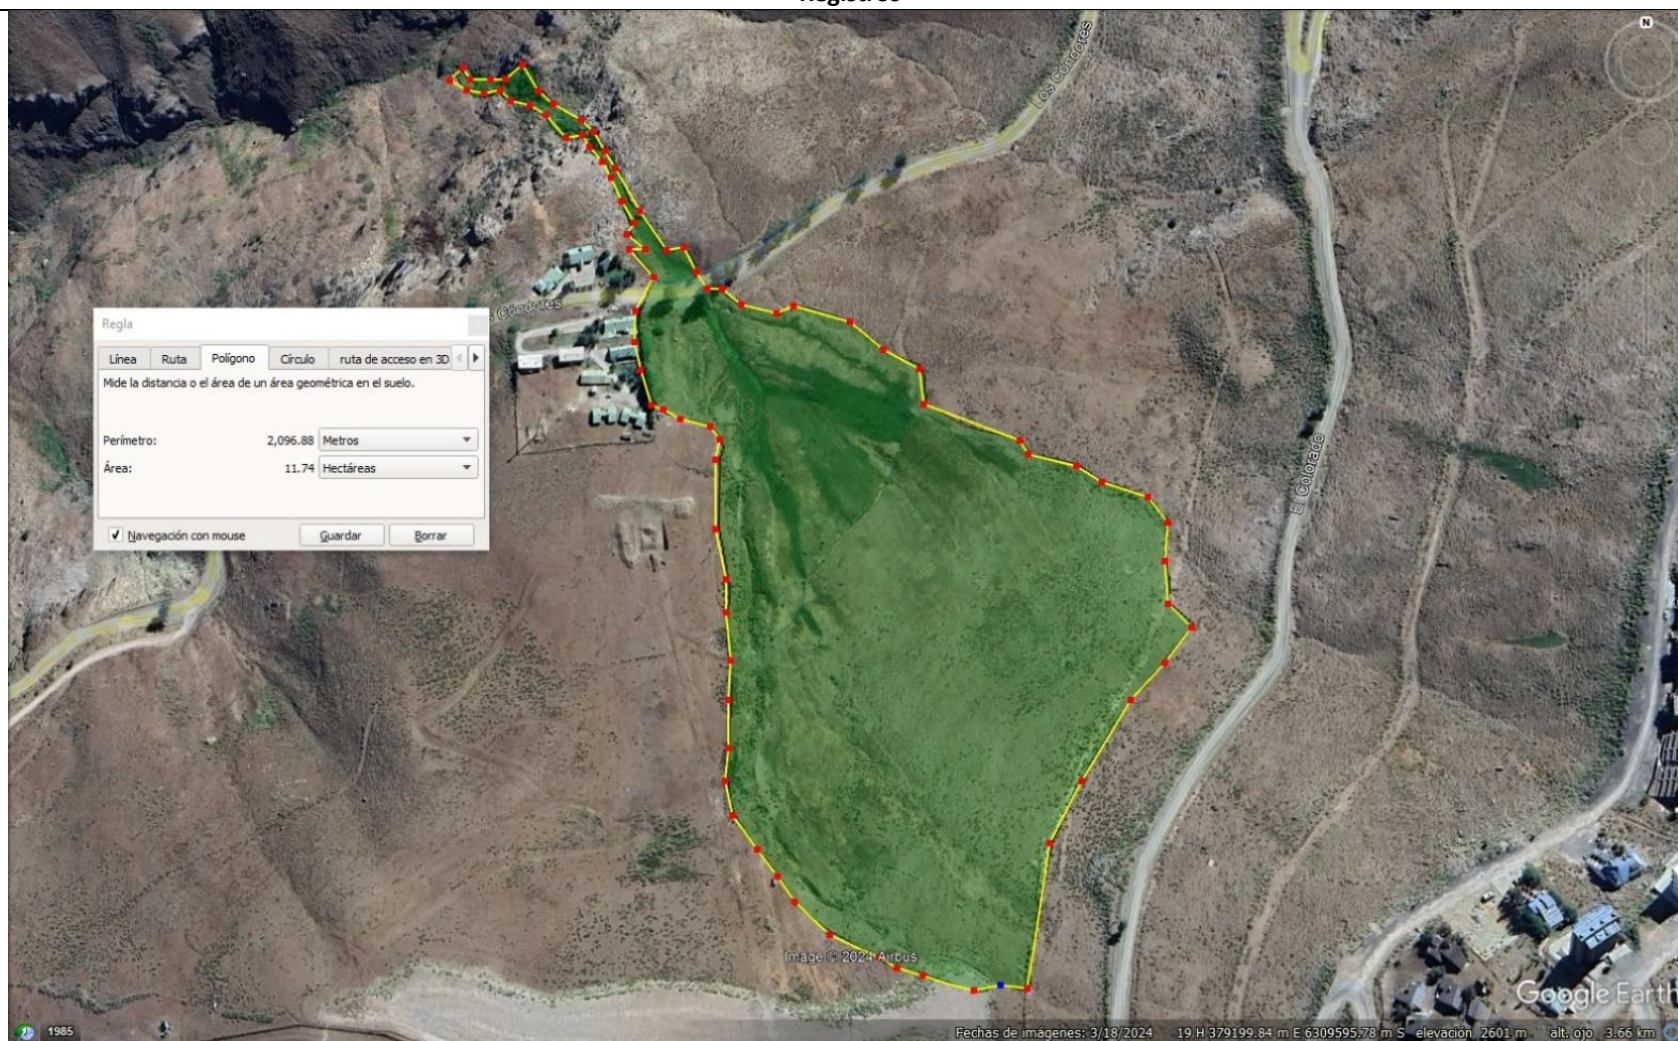 Registros
N
Los Cóndores
s Cóndores
Regla
Línea Ruta Polígono Círculo ruta de acceso en 3D
Mide la distancia o el área de un área geométrica en el suelo.
Perímetro: 2,096.88 Metros
Área: 11.74 Hectáreas
Navegación con mouse Guardar Borrar
El Colorado
Image © 2024 Airbus
Google Earth
1985
Fechas de imágenes: 3/18/2024 19 H 379199.84 m E 6309595.78 m S elevación 2601 m alt. ojo 3.66 km